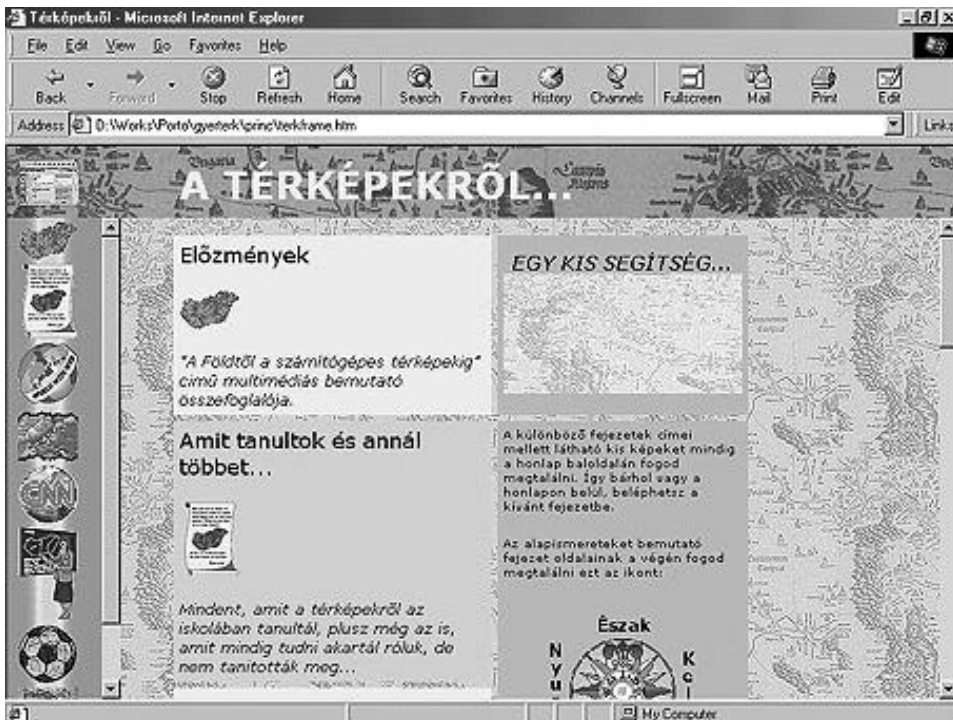 Térképekről - Microsoft Internet Explorer
File Edit View Go Favorites Help
Back Forward Stop Refresh Home Search Favorites History Channels Fullscreen Mail Print Edit
Address D:\Works\Porto\gyerterk\princ\terkframe.htm Links
A TÉRKÉPEKRŐL...
Előzmények
"A Földtől a számítógépes térképekig"
című multimédiás bemutató
összefoglalója.
Amit tanultok és annál
többet...
Mindent, amit a térképekről az
iskolában tanultál, plusz még az is,
amit mindig tudni akartál róluk, de
nem tanították meg...
EGY KIS SEGÍTSÉG...
A különböző fejezetek címei
mellett látható kis képeket mindig
a honlap baloldalán fogod
megtalálni. Így bárhol vagy a
honlapon belül, beléphetsz a
kívánt fejezetbe.
Az alapismereteket bemutató
fejezet oldalainak a végén fogod
megtalálni ezt az ikont:
Észak
N
y
u
K
e
l
CNN
My Computer